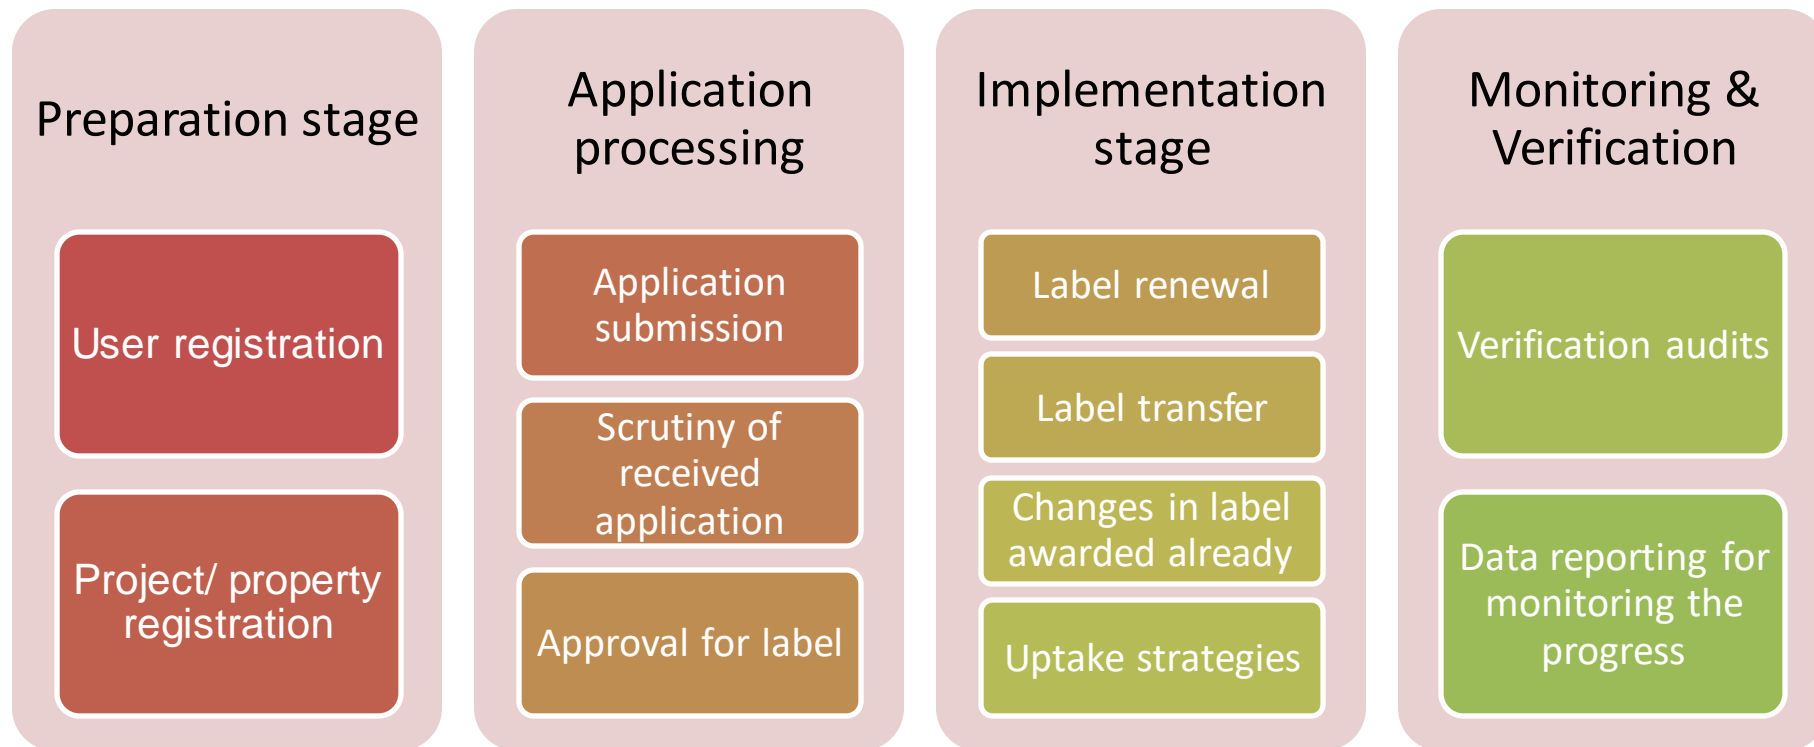 Preparation stage
User registration
Project/ property
registration
Application
processing
Application
submission
Scrutiny of
received
application
Approval for label
Implementation
stage
Label renewal
Label transfer
Changes in label
awarded already
Uptake strategies
Monitoring &
Verification
Verification audits
Data reporting for
monitoring the
progress